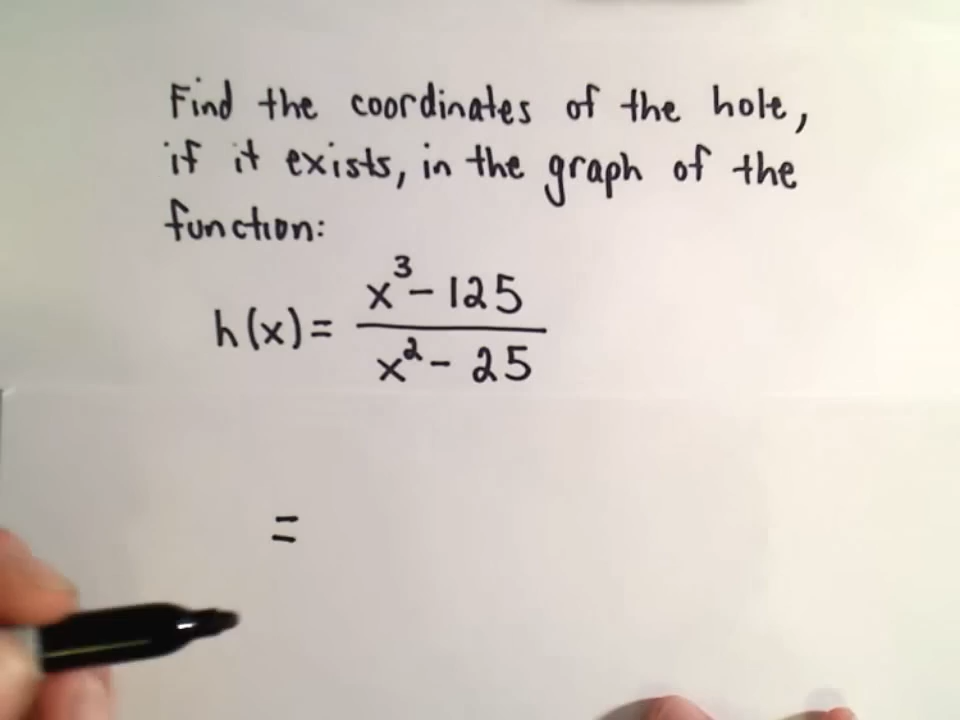 Find the coordinates of the hole,
if it exists, in the graph of the
function:
h(x) = x³ - 125 / x² - 25
=